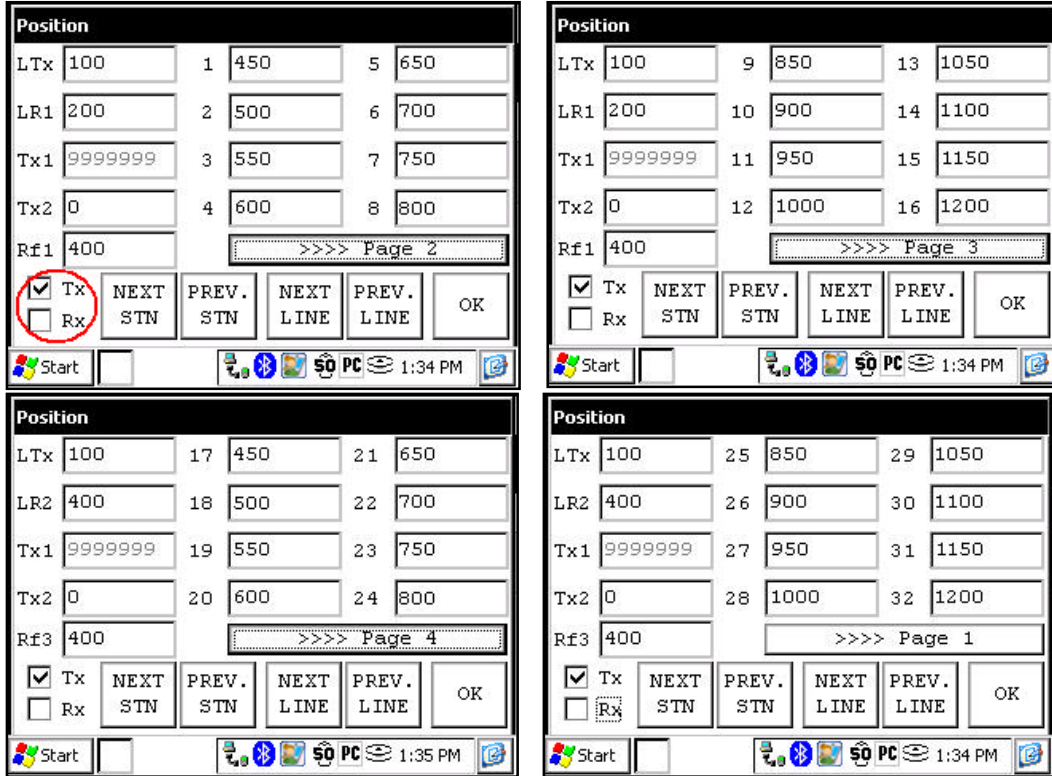 Position
LTx 100 1 450 5 650
LR1 200 2 500 6 700
Tx1 9999999 3 550 7 750
Tx2 0 4 600 8 800
Rf1 400 >>>> Page 2
Tx NEXT STN PREV. STN NEXT LINE PREV. LINE OK
Rx
Start SO PC 1:34 PM
Position
LTx 100 9 850 13 1050
LR1 200 10 900 14 1100
Tx1 9999999 11 950 15 1150
Tx2 0 12 1000 16 1200
Rf1 400 >>>> Page 3
Tx NEXT STN PREV. STN NEXT LINE PREV. LINE OK
Rx
Start SO PC 1:34 PM
Position
LTx 100 17 450 21 650
LR2 400 18 500 22 700
Tx1 9999999 19 550 23 750
Tx2 0 20 600 24 800
Rf3 400 >>>> Page 4
Tx NEXT STN PREV. STN NEXT LINE PREV. LINE OK
Rx
Start SO PC 1:35 PM
Position
LTx 100 25 850 29 1050
LR2 400 26 900 30 1100
Tx1 9999999 27 950 31 1150
Tx2 0 28 1000 32 1200
Rf3 400 >>>> Page 1
Tx NEXT STN PREV. STN NEXT LINE PREV. LINE OK
Rx
Start SO PC 1:34 PM